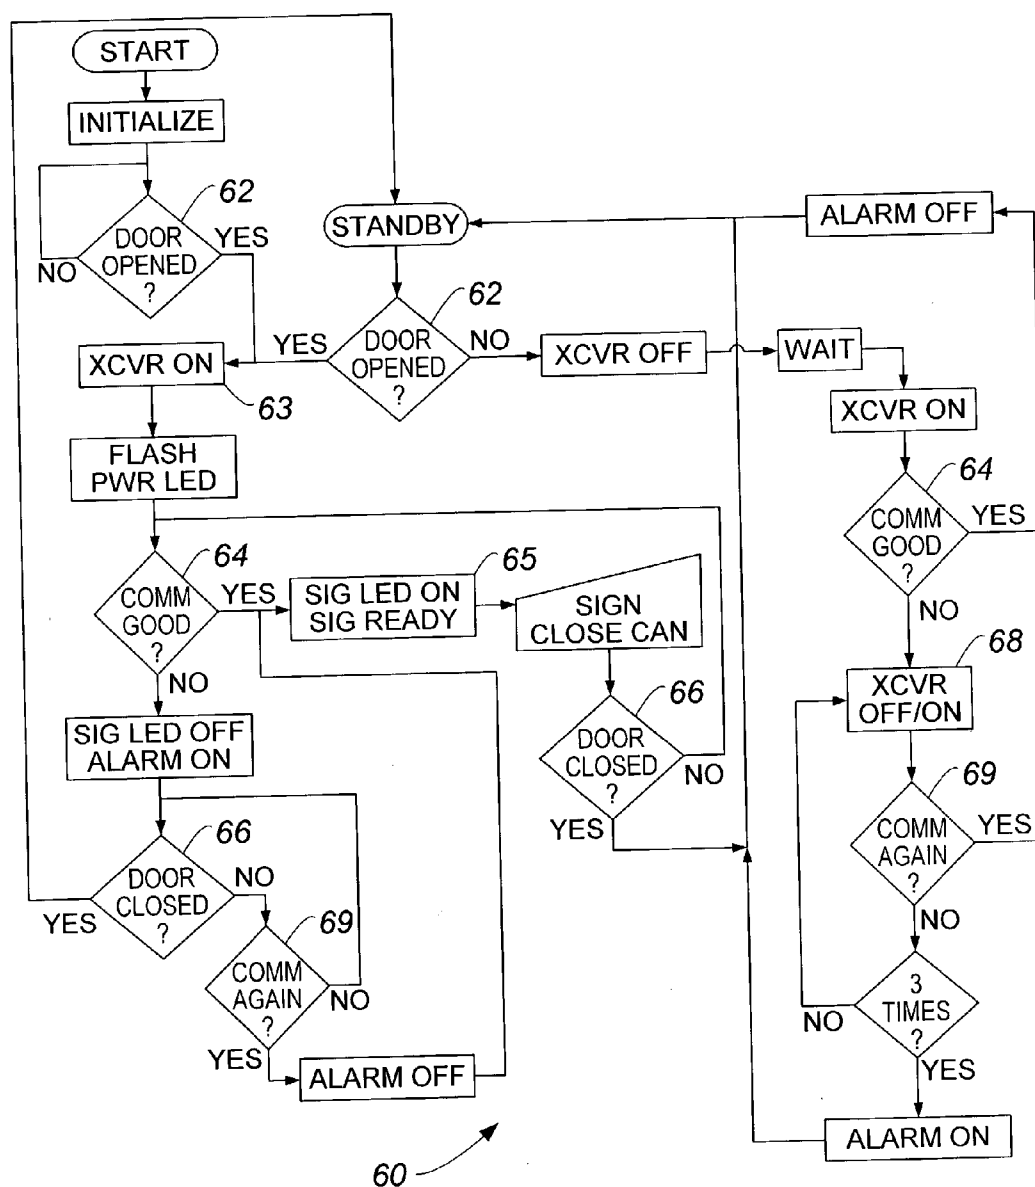 START
INITIALIZE
62
DOOR
OPENED
?
YES
NO
STANDBY
ALARM OFF
62
DOOR
OPENED
?
YES
NO
XCVR OFF
WAIT
XCVR ON
63
XCVR ON
FLASH
PWR LED
64
COMM
GOOD
?
YES
NO
64
COMM
GOOD
?
YES
NO
65
SIG LED ON
SIG READY
SIGN
CLOSE CAN
68
XCVR
OFF/ON
SIG LED OFF
ALARM ON
66
DOOR
CLOSED
?
NO
YES
69
COMM
AGAIN
?
YES
NO
66
DOOR
CLOSED
?
NO
YES
69
COMM
AGAIN
?
NO
YES
3
TIMES
?
NO
YES
ALARM OFF
ALARM ON
60